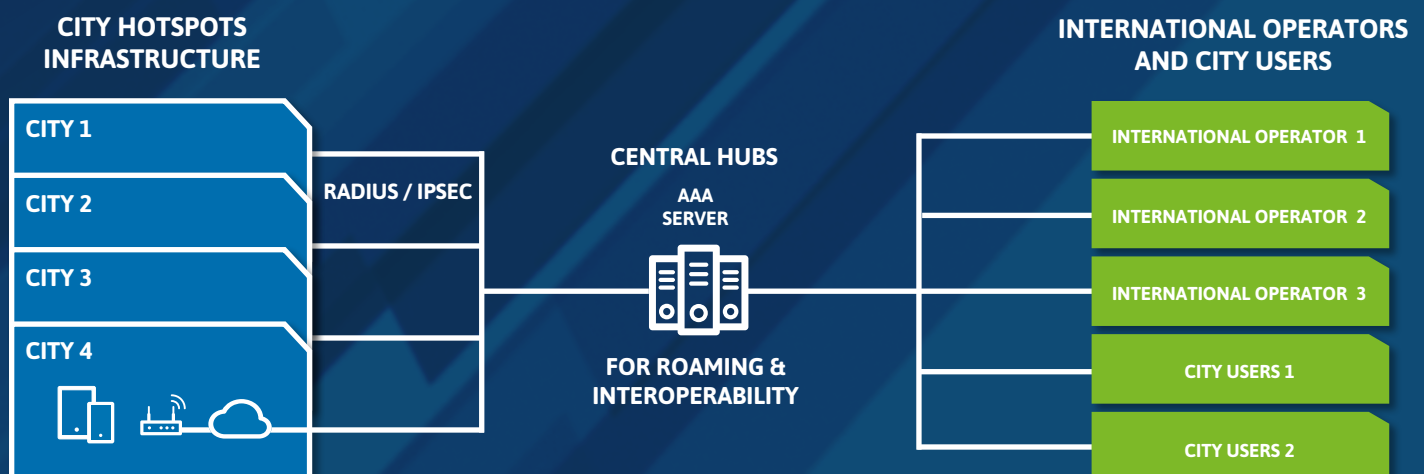 CITY HOTSPOTS
INFRASTRUCTURE
CITY 1
CITY 2
CITY 3
CITY 4
RADIUS / IPSEC
CENTRAL HUBS
AAA
SERVER
FOR ROAMING &
INTEROPERABILITY
INTERNATIONAL OPERATORS
AND CITY USERS
INTERNATIONAL OPERATOR 1
INTERNATIONAL OPERATOR 2
INTERNATIONAL OPERATOR 3
CITY USERS 1
CITY USERS 2